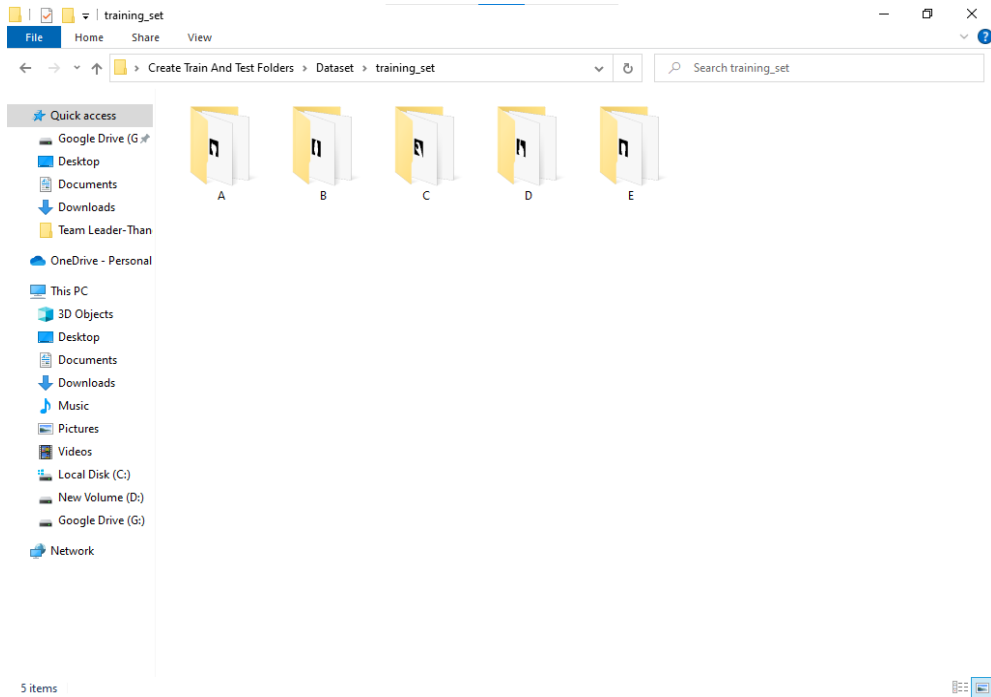 training_set
File Home Share View
Create Train And Test Folders Dataset training_set
Search training_set
Quick access
Google Drive (G
Desktop
Documents
Downloads
Team Leader-Than
OneDrive - Personal
This PC
3D Objects
Desktop
Documents
Downloads
Music
Pictures
Videos
Local Disk (C:)
New Volume (D:)
Google Drive (G:)
Network
A B C D E
5 items